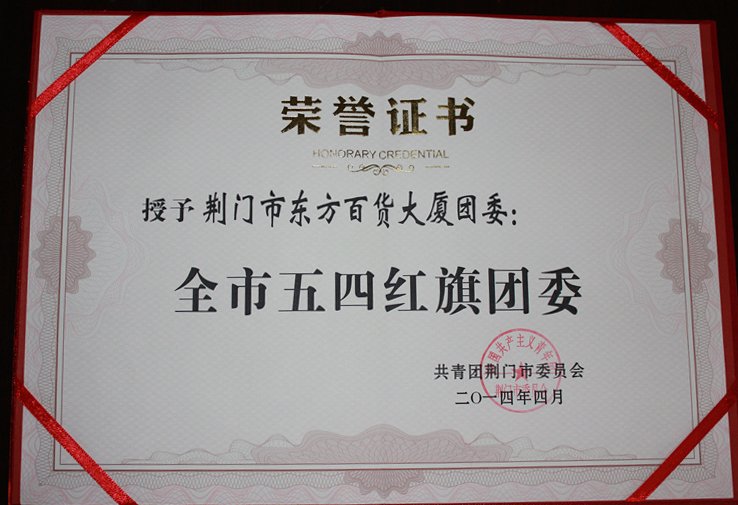 荣誉证书
HONORARY CREDENTIAL
授予荆门市东方百货大厦团委：
全市五四红旗团委
共青团荆门市委员会
二〇一四年四月